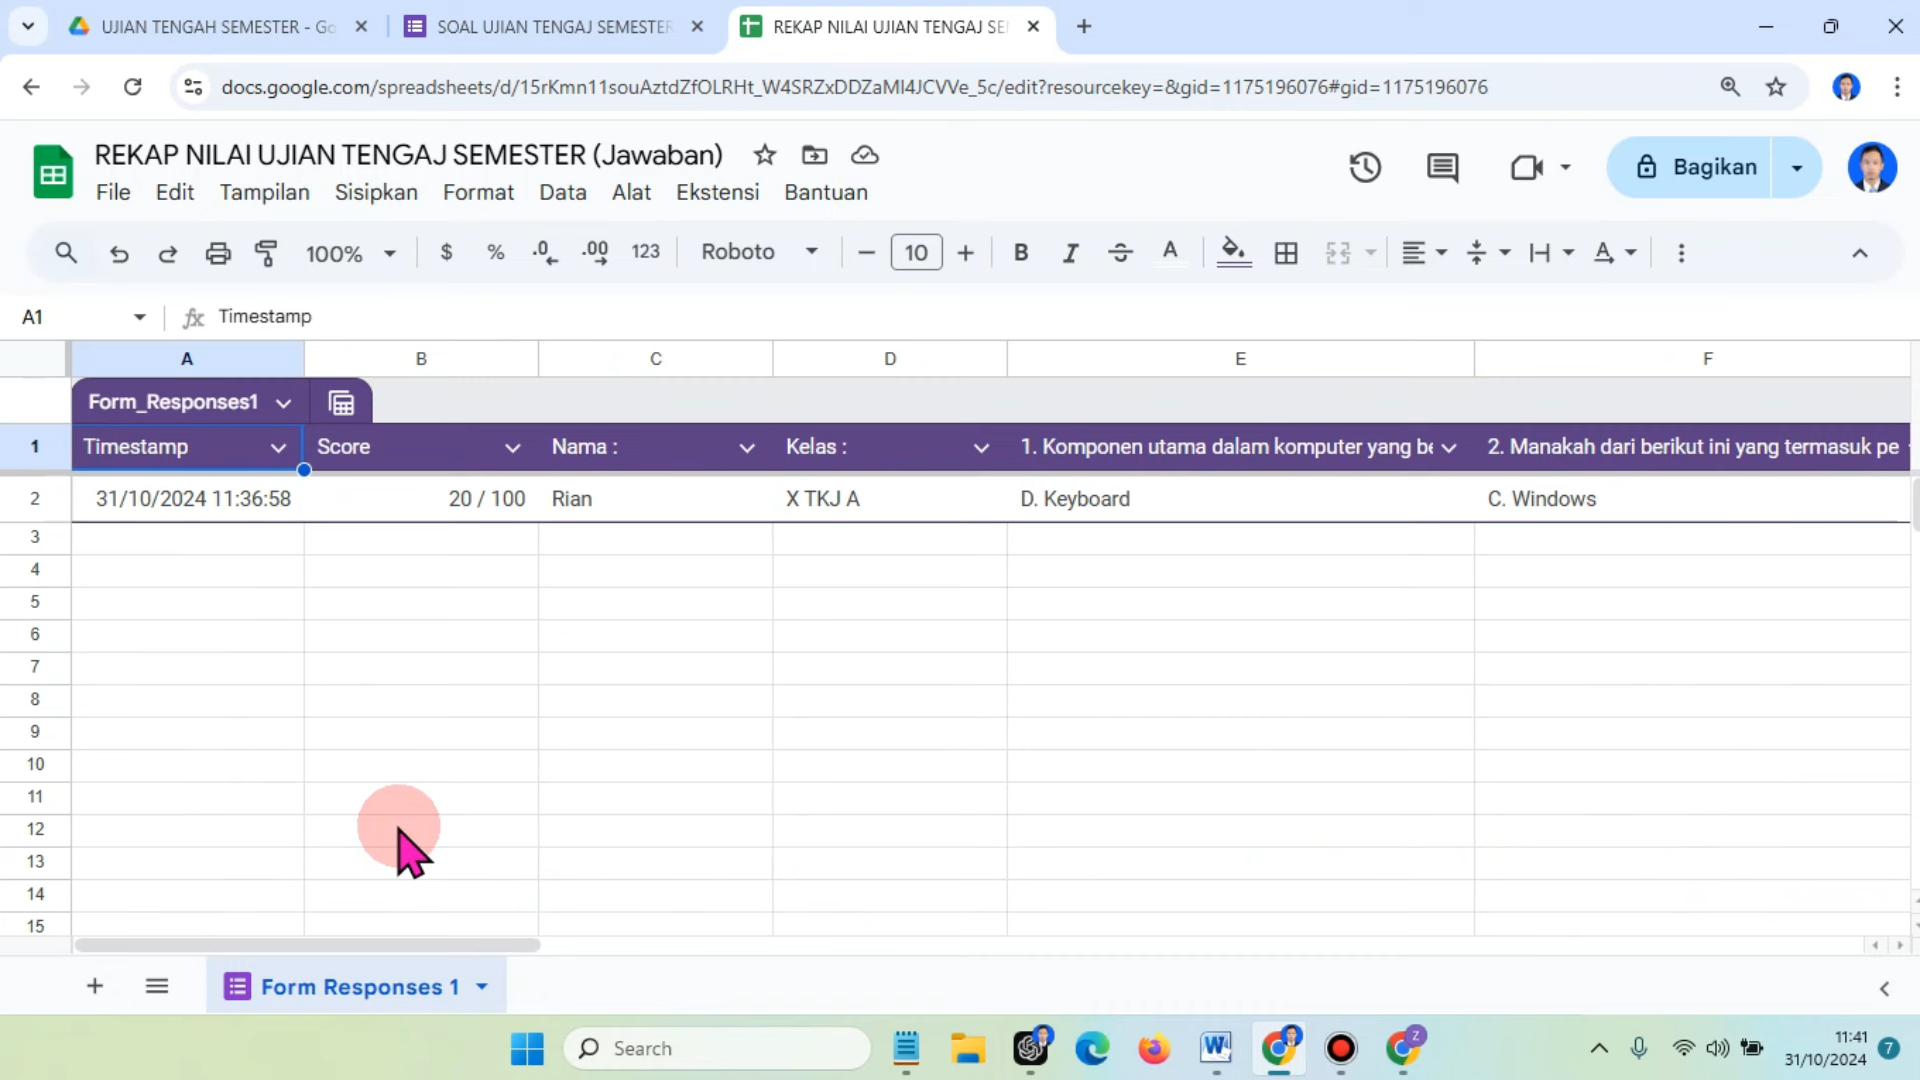 UJIAN TENGAH SEMESTER - Go
SOAL UJIAN TENGAJ SEMESTER
REKAP NILAI UJIAN TENGAJ SE
docs.google.com/spreadsheets/d/15rKmn11souAztdZfOLRHt_W4SRZxDDZaMl4JCVVe_5c/edit?resourcekey=&gid=1175196076#gid=1175196076
REKAP NILAI UJIAN TENGAJ SEMESTER (Jawaban)
Bagikan
File Edit Tampilan Sisipkan Format Data Alat Ekstensi Bantuan
100% $ % .0 .00 123 Roboto 10 B I S A
A1 fx Timestamp
A B C D E F
Form_Responses1
1 Timestamp Score Nama : Kelas : 1. Komponen utama dalam komputer yang be 2. Manakah dari berikut ini yang termasuk pe
2 31/10/2024 11:36:58 20 / 100 Rian X TKJ A D. Keyboard C. Windows
3
4
5
6
7
8
9
10
11
12
13
14
15
Form Responses 1
Search
Z
11:41
31/10/2024
7